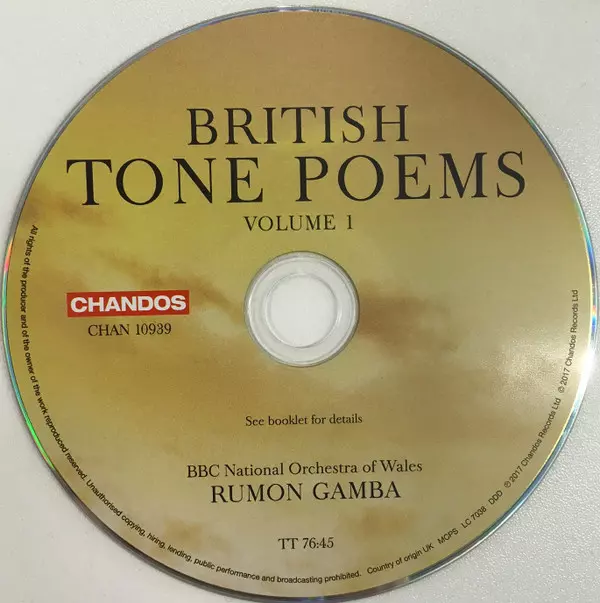 BRITISH
TONE POEMS
VOLUME 1
CHANDOS
CHAN 10939
See booklet for details
BBC National Orchestra of Wales
RUMON GAMBA
TT 76:45
All rights of the producer and of the owner of the work reproduced reserved. Unauthorised copying, hiring, lending, public performance and broadcasting prohibited. Country of origin UK MCPS LC 7038 DDD ℗ 2017 Chandos Records Ltd © 2017 Chandos Records Ltd